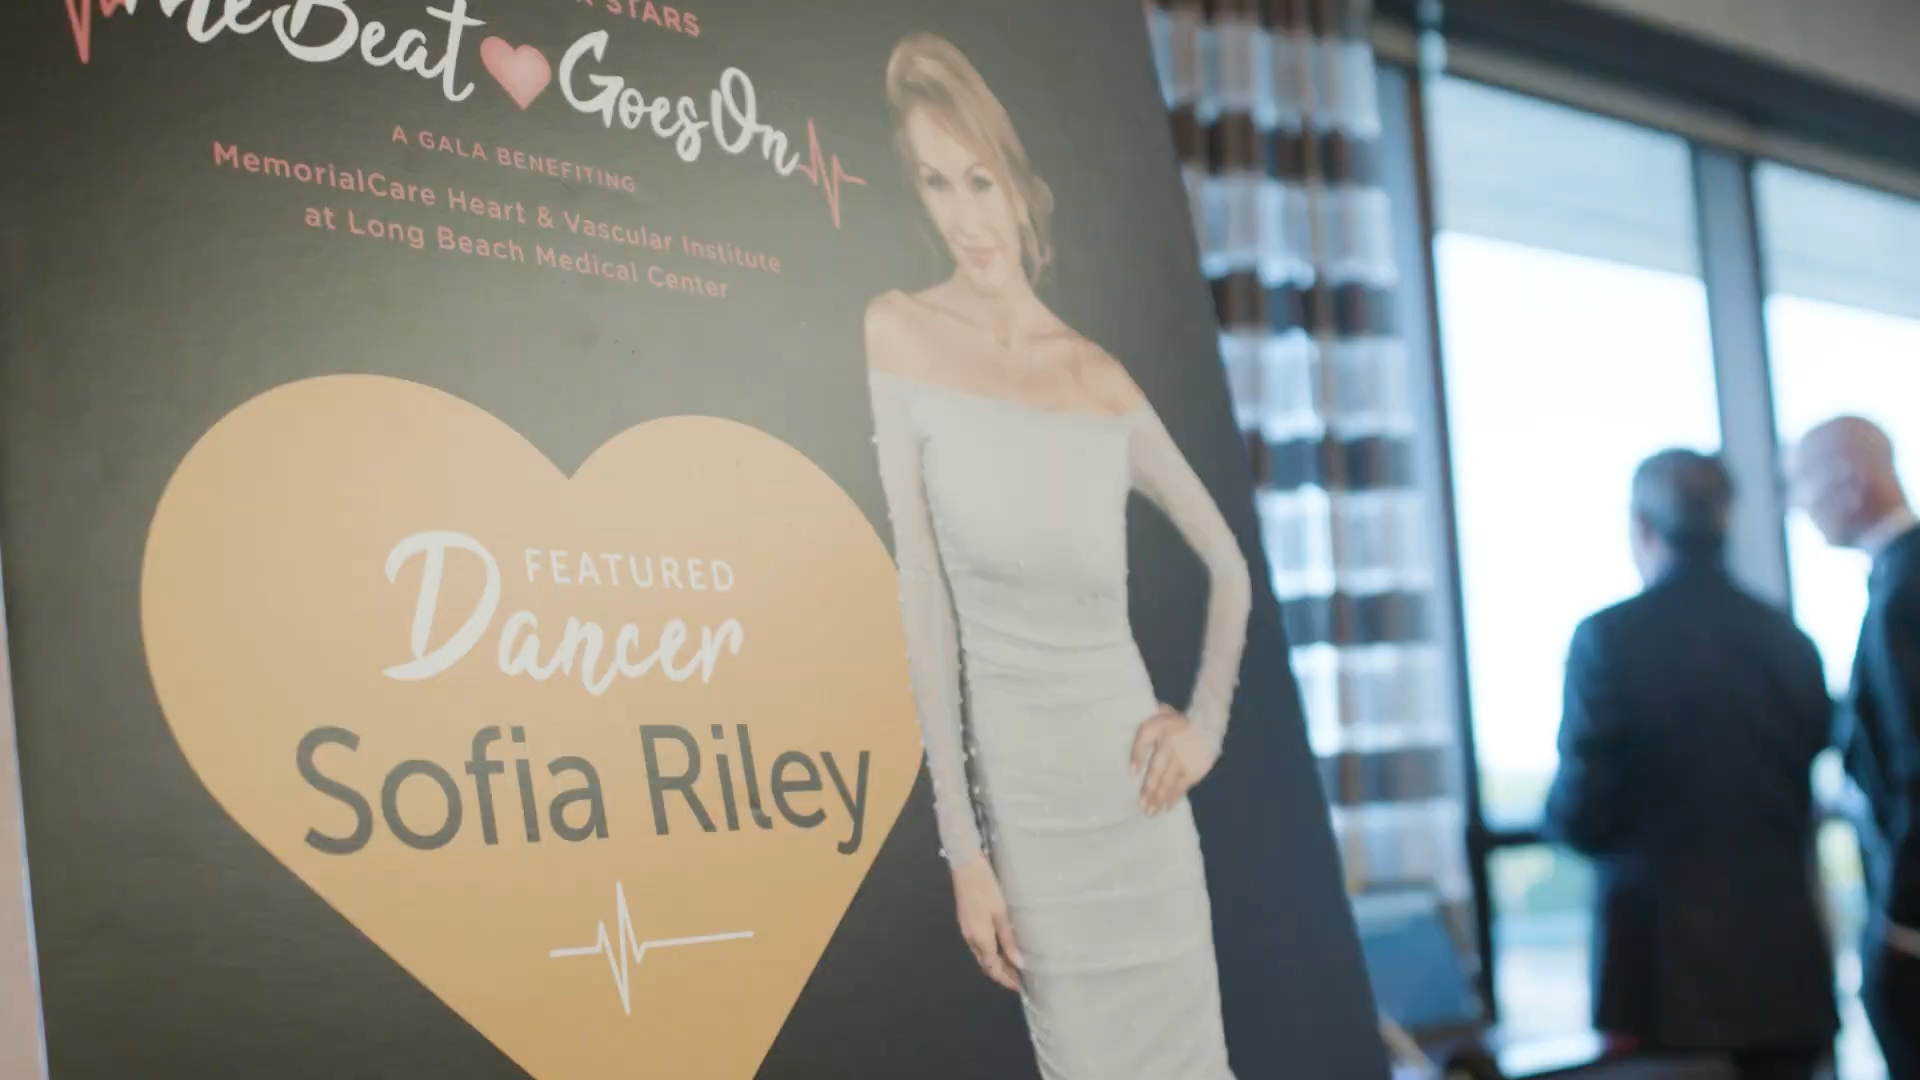 STARS
The Beat Goes On
A GALA BENEFITING
MemorialCare Heart & Vascular Institute
at Long Beach Medical Center
FEATURED
Dancer
Sofia Riley